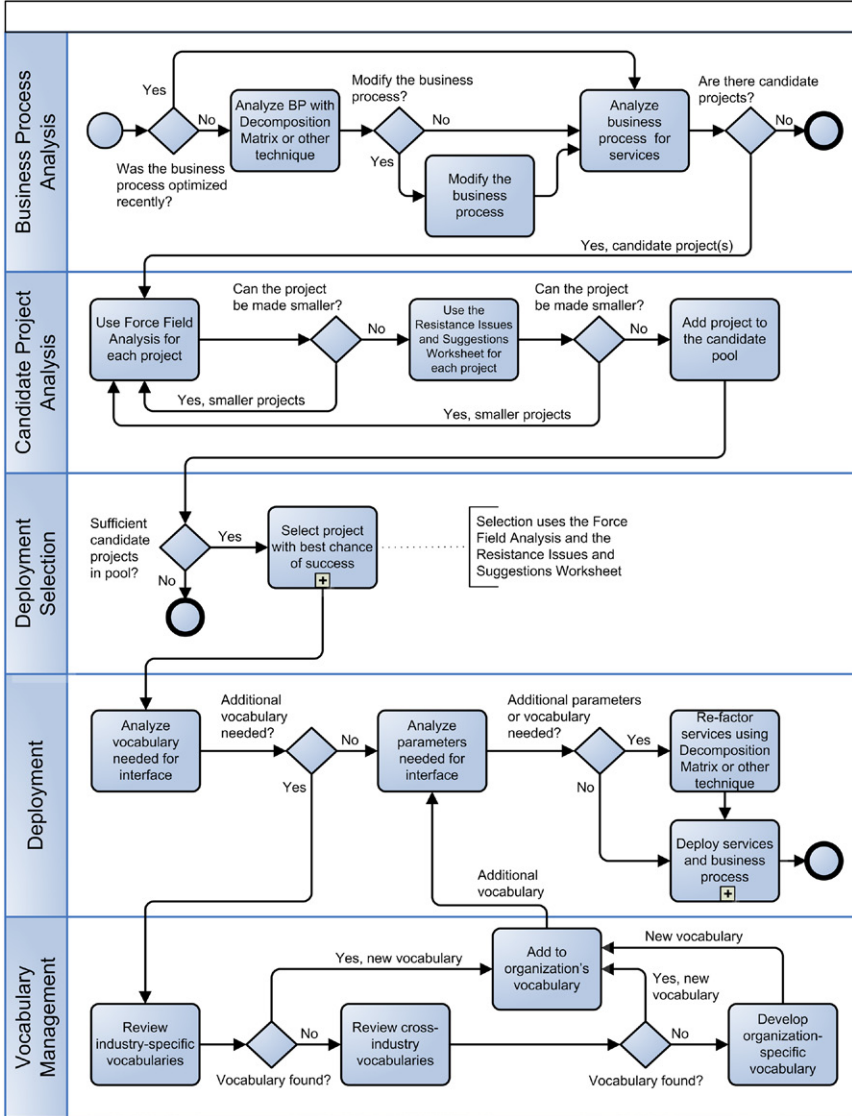 Business Process
Analysis
Yes
No
Was the business
process optimized
recently?
Analyze BP with
Decomposition
Matrix or other
technique
Modify the business
process?
No
Yes
Modify the
business
process
Analyze
business
process for
services
Are there candidate
projects?
No
Yes, candidate project(s)
Candidate Project
Analysis
Use Force Field
Analysis for
each project
Can the project
be made smaller?
No
Yes, smaller projects
Use the
Resistance Issues
and Suggestions
Worksheet for
each project
Can the project
be made smaller?
No
Yes, smaller projects
Add project to
the candidate
pool
Deployment
Selection
Sufficient
candidate
projects
in pool?
Yes
No
Select project
with best chance
of success
Selection uses the Force
Field Analysis and the
Resistance Issues and
Suggestions Worksheet
Deployment
Analyze
vocabulary
needed for
interface
Additional
vocabulary
needed?
No
Yes
Analyze
parameters
needed for
interface
Additional parameters
or vocabulary needed?
Yes
No
Re-factor
services using
Decomposition
Matrix or other
technique
Deploy services
and business
process
Additional
vocabulary
Vocabulary
Management
Review
industry-specific
vocabularies
Yes, new vocabulary
No
Vocabulary found?
Review cross-
industry
vocabularies
Add to
organization's
vocabulary
New vocabulary
Yes, new
vocabulary
No
Vocabulary found?
Develop
organization-
specific
vocabulary